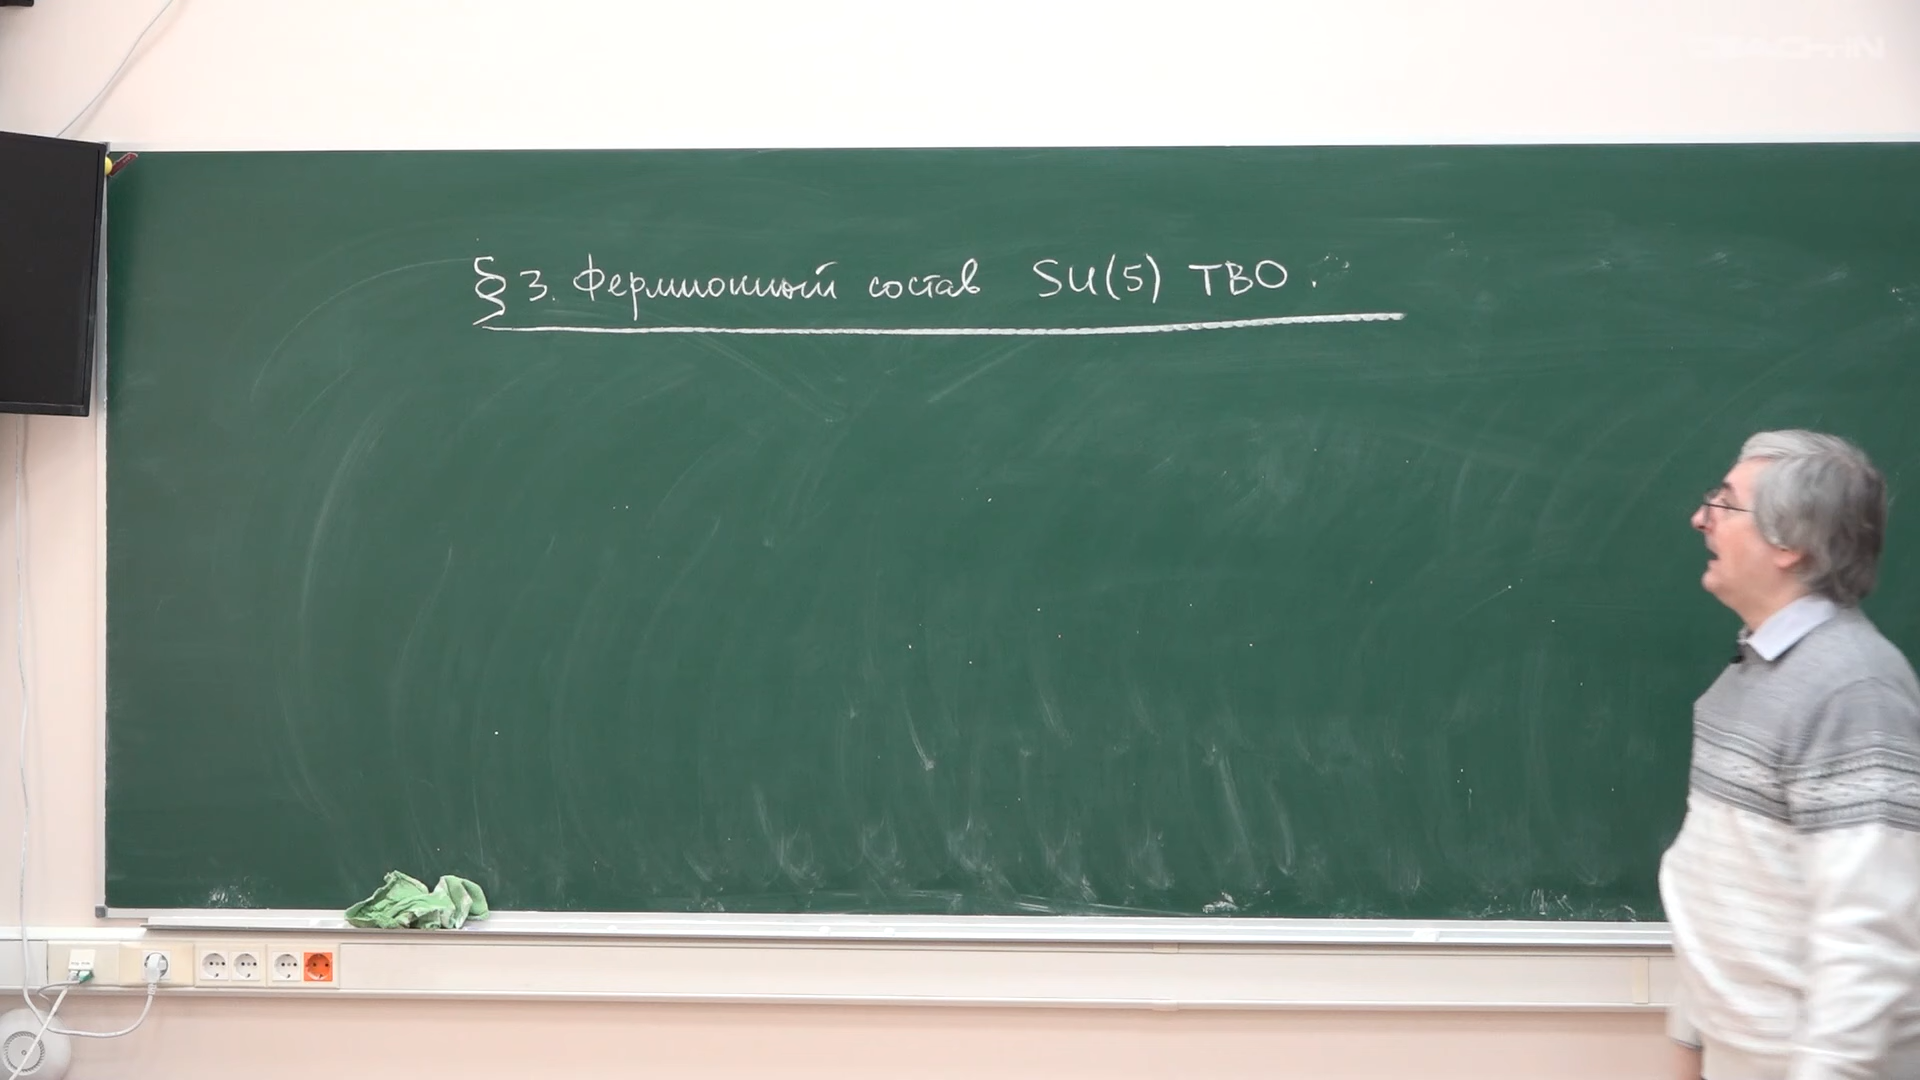 § 3. Фермионный состав SU(5) ТВО.